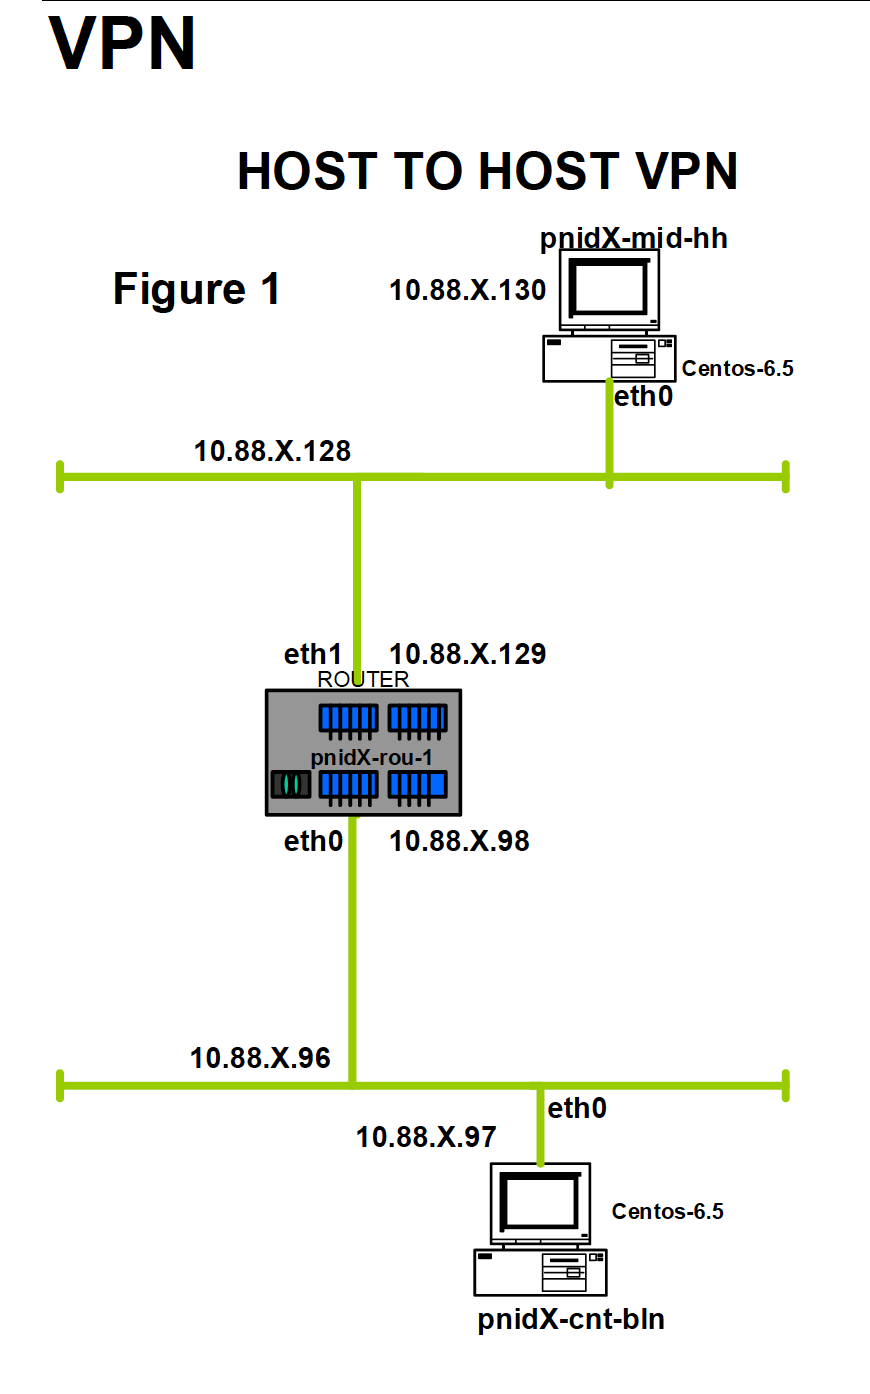 VPN
HOST TO HOST VPN
pnidX-mid-hh
Figure 1
10.88.X.130
Centos-6.5
eth0
10.88.X.128
eth1
10.88.X.129
ROUTER
pnidX-rou-1
eth0
10.88.X.98
10.88.X.96
eth0
10.88.X.97
Centos-6.5
pnidX-cnt-bln